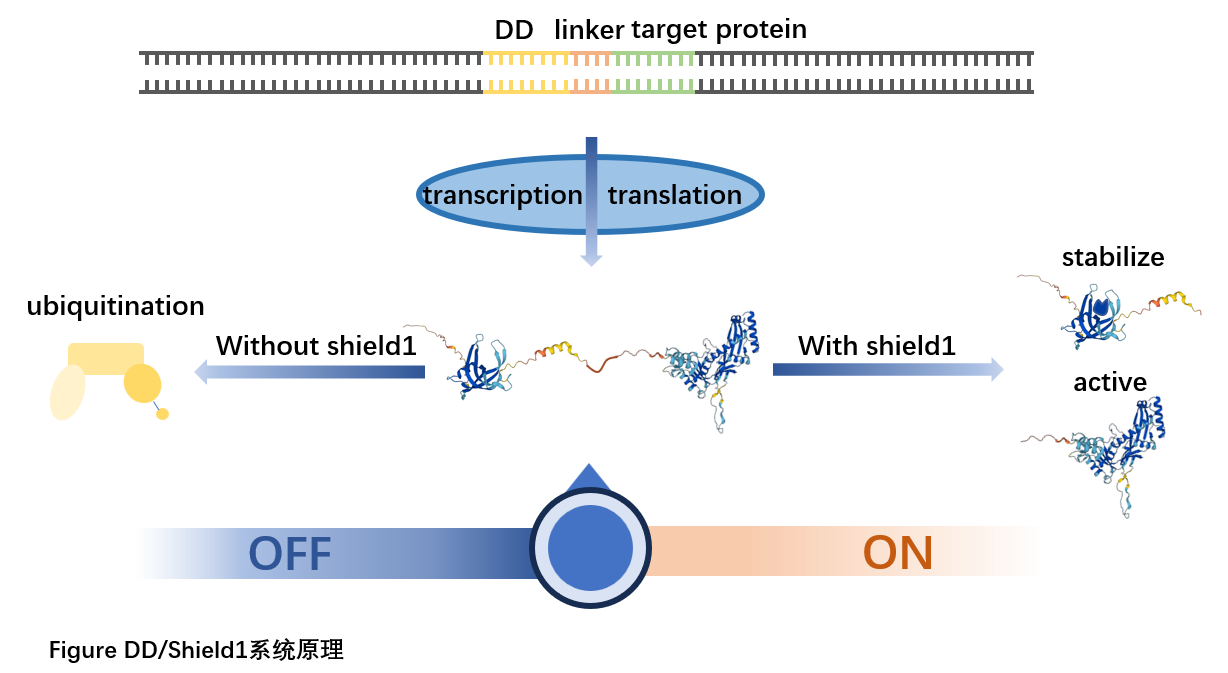 DD linker target protein
transcription translation
stabilize
ubiquitination
Without shield1
With shield1
active
OFF
ON
Figure DD/Shield1系统原理